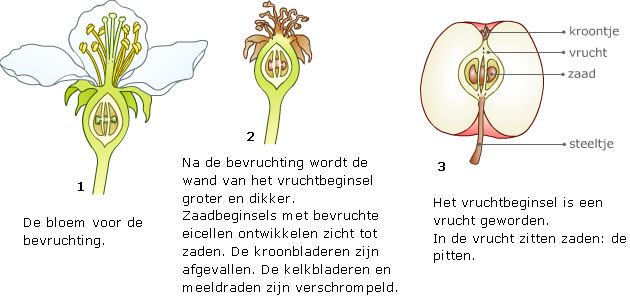 1
De bloem voor de
bevruchting.
2
Na de bevruchting wordt de
wand van het vruchtbeginsel
groter en dikker.
Zaadbeginsels met bevruchte
eicellen ontwikkelen zicht tot
zaden. De kroonbladeren zijn
afgevallen. De kelkbladeren en
meeldraden zijn verschrompeld.
kroontje
vrucht
zaad
steeltje
3
Het vruchtbeginsel is een
vrucht geworden.
In de vrucht zitten zaden: de
pitten.